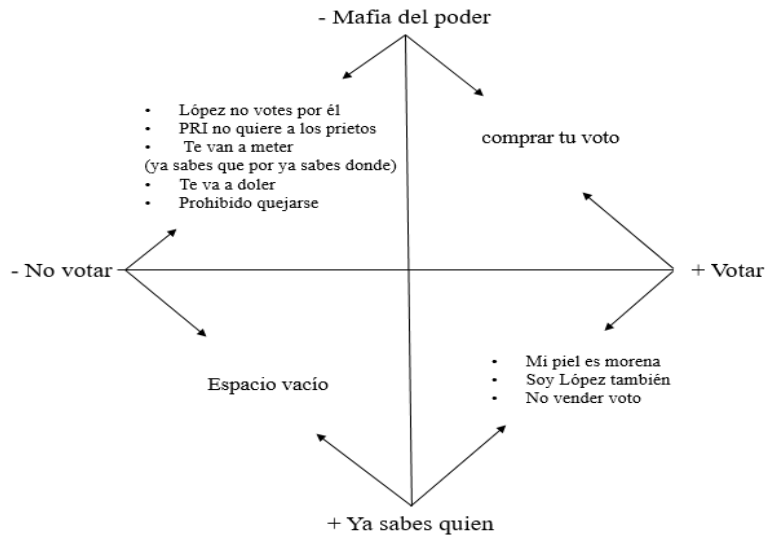 - Mafia del poder
• López no votes por él
• PRI no quiere a los prietos
• Te van a meter
(ya sabes que por ya sabes donde)
• Te va a doler
• Prohibido quejarse
comprar tu voto
- No votar
+ Votar
Espacio vacío
• Mi piel es morena
• Soy López también
• No vender voto
+ Ya sabes quien